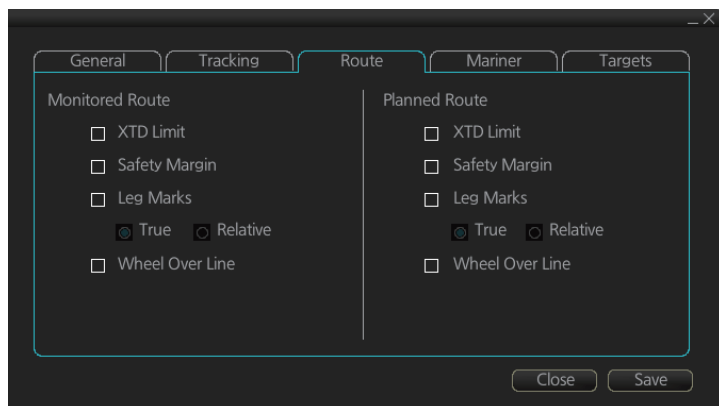 General Tracking Route Mariner Targets
Monitored Route
XTD Limit
Safety Margin
Leg Marks
True Relative
Wheel Over Line
Planned Route
XTD Limit
Safety Margin
Leg Marks
True Relative
Wheel Over Line
Close Save